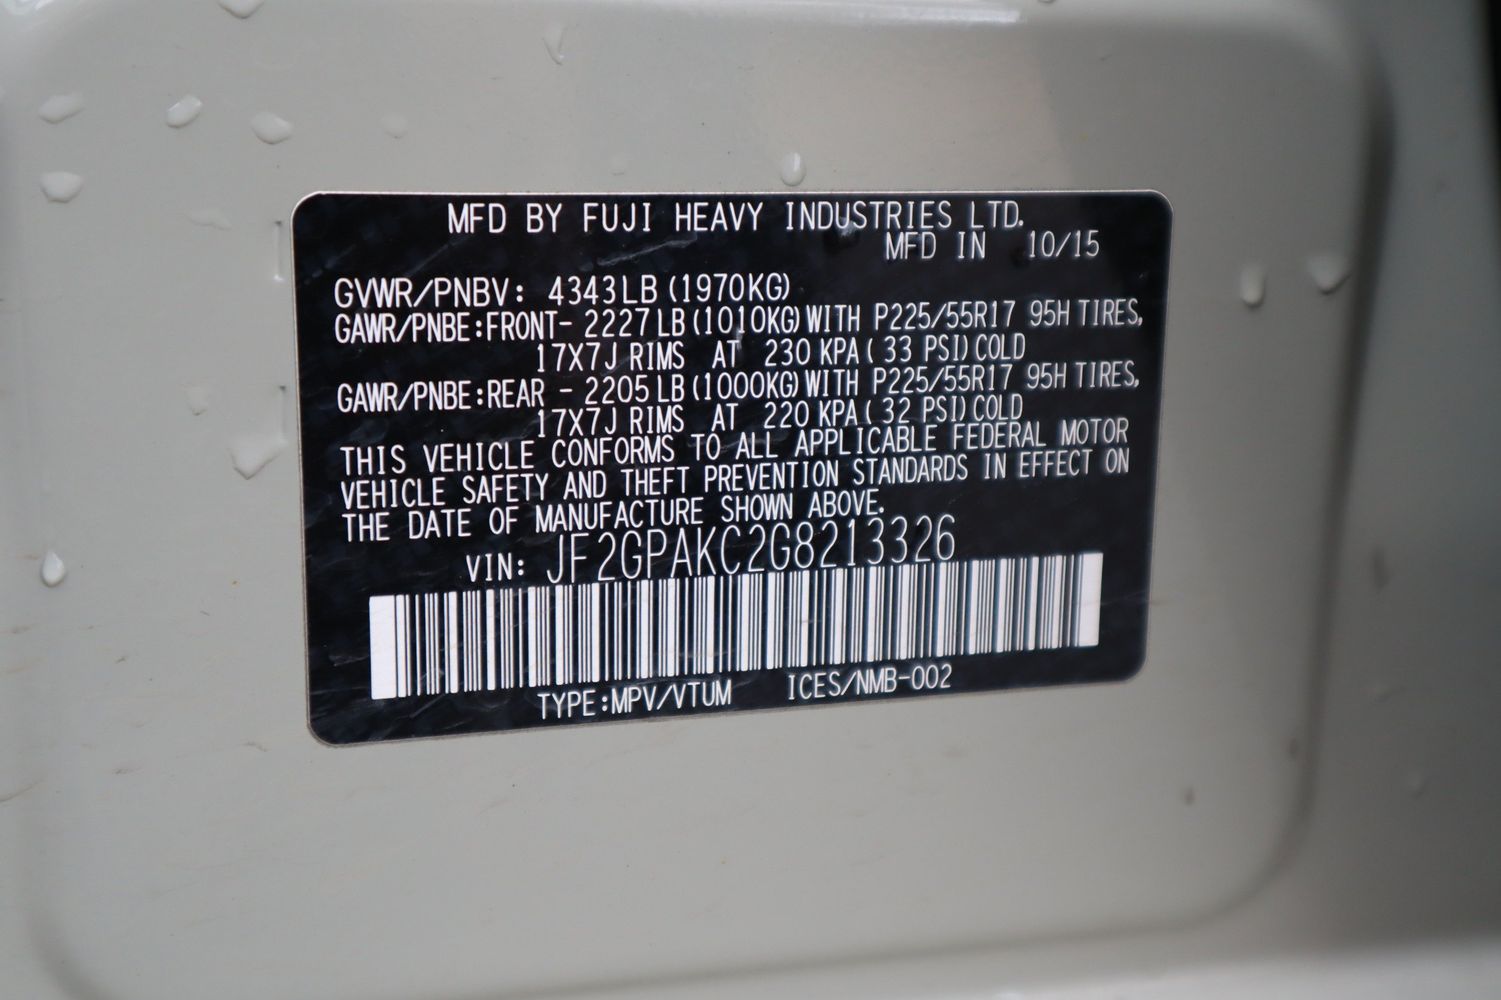 MFD BY FUJI HEAVY INDUSTRIES LTD.
MFD IN 10/15
GVWR/PNBV: 4343LB(1970KG)
GAWR/PNBE:FRONT- 2227LB(1010KG)WITH P225/55R17 95H TIRES,
17X7J RIMS AT 230 KPA( 33 PSI)COLD
GAWR/PNBE:REAR - 2205LB(1000KG)WITH P225/55R17 95H TIRES,
17X7J RIMS AT 220 KPA( 32 PSI)COLD
THIS VEHICLE CONFORMS TO ALL APPLICABLE FEDERAL MOTOR
VEHICLE SAFETY AND THEFT PREVENTION STANDARDS IN EFFECT ON
THE DATE OF MANUFACTURE SHOWN ABOVE.
VIN: JF2GPAKC2G8213326
TYPE:MPV/VTUM ICES/NMB-002